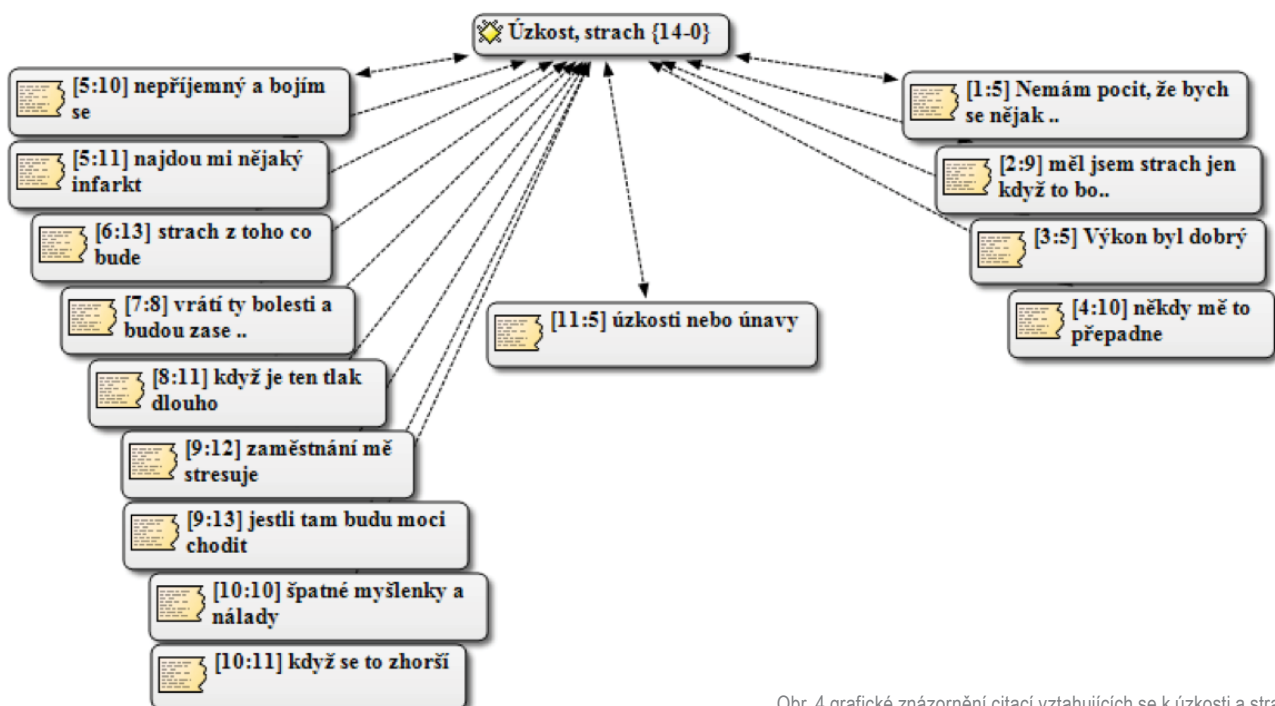 Úzkost, strach {14-0}
[5:10] nepříjemný a bojím
se
[5:11] najdou mi nějaký
infarkt
[6:13] strach z toho co
bude
[7:8] vrátí ty bolesti a
budou zase ..
[8:11] když je ten tlak
dlouho
[9:12] zaměstnání mě
stresuje
[9:13] jestli tam budu moci
chodit
[10:10] špatné myšlenky a
nálady
[10:11] když se to zhorší
[11:5] úzkosti nebo únavy
[1:5] Nemám pocit, že bych
se nějak ..
[2:9] měl jsem strach jen
když to bo..
[3:5] Výkon byl dobrý
[4:10] někdy mě to
přepadne
Obr. 4 grafické znázornění citací vztahujících se k úzkosti a